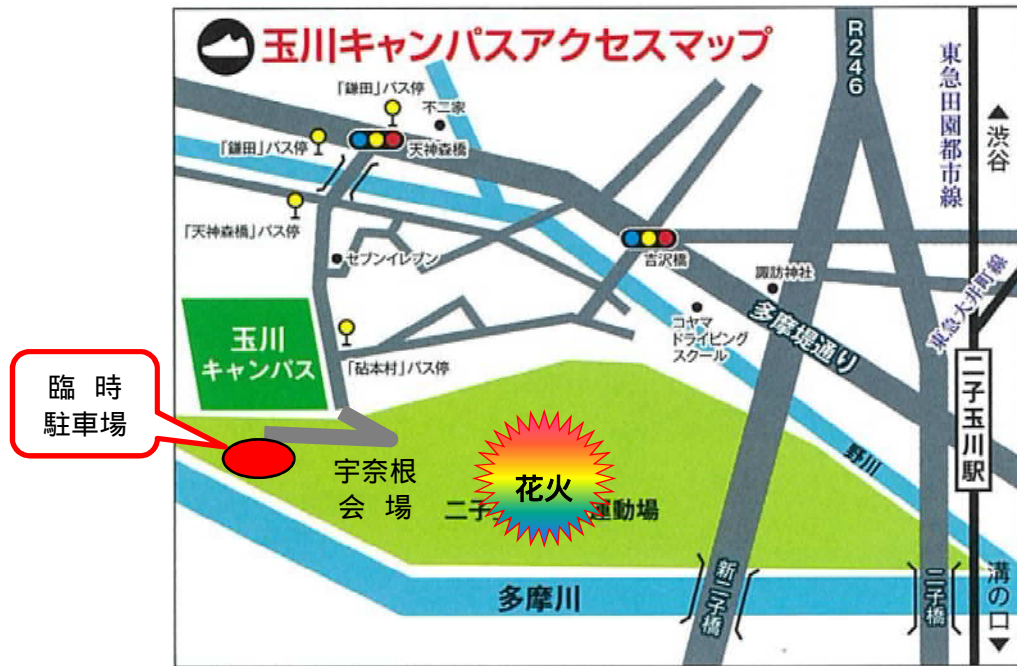 玉川キャンパスアクセスマップ
R246
東急田園都市線
▲渋谷
「鎌田」バス停
不二家
「鎌田」バス停
天神森橋
「天神森橋」バス停
セブンイレブン
吉沢橋
諏訪神社
東急大井町線
玉川
キャンパス
「砧本村」バス停
コヤマ
ドライビング
スクール
多摩堤通り
二子玉川駅
臨 時
駐車場
宇奈根
会 場
花火
二子
運動場
野川
多摩川
新二子橋
二子橋
溝の口▼